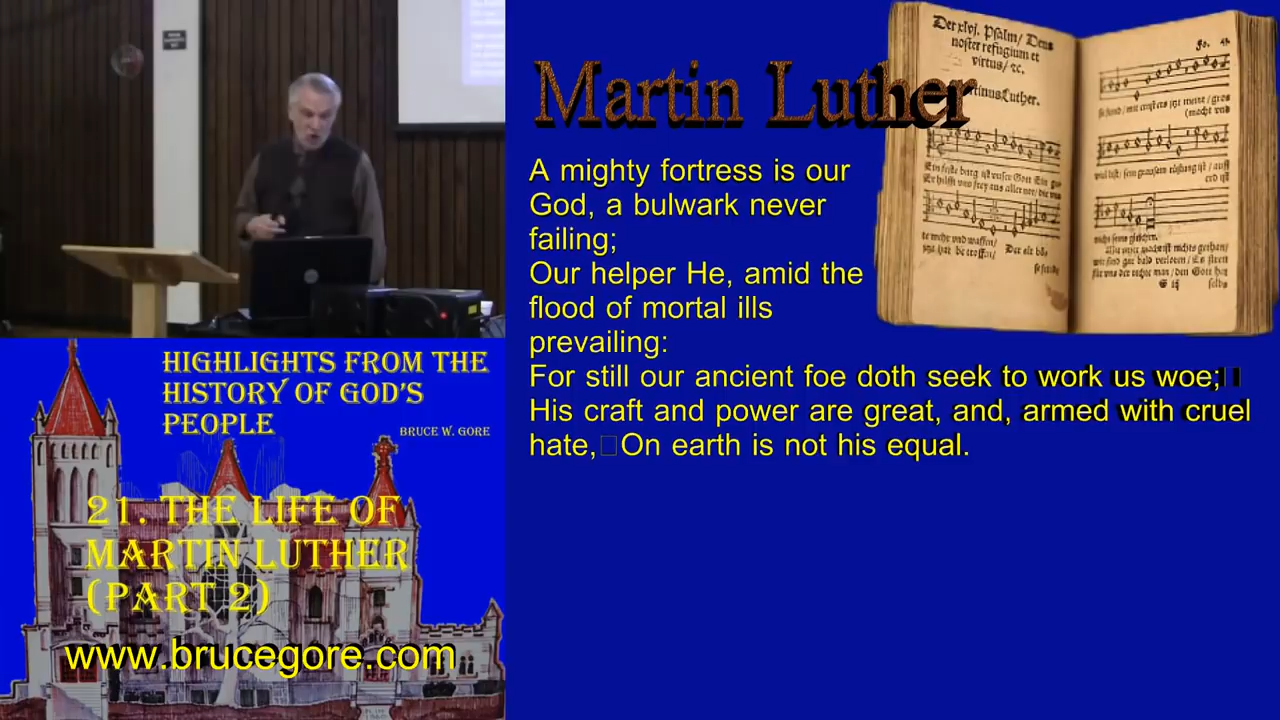 Martin Luther
A mighty fortress is our
God, a bulwark never
failing;
Our helper He, amid the
flood of mortal ills
prevailing:
For still our ancient foe doth seek to work us woe;
His craft and power are great, and, armed with cruel
hate, On earth is not his equal.
Der xlvj. Psalm/ Deus
noster refugium et
virtus/ ꝛc.
tinus Luther.
HIGHLIGHTS FROM THE
HISTORY OF GOD'S
PEOPLE
BRUCE W. GORE
21. THE LIFE OF
MARTIN LUTHER
(PART 2)
www.brucegore.com